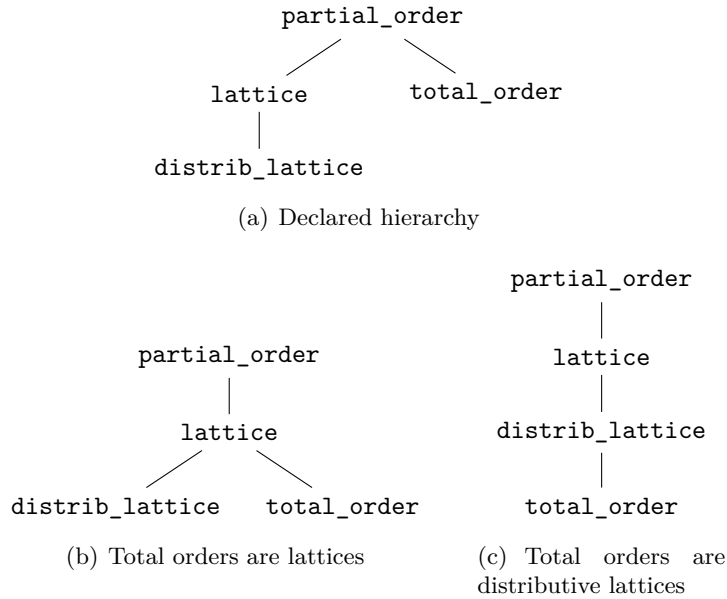 partial_order
lattice total_order
distrib_lattice
(a) Declared hierarchy
partial_order
lattice
distrib_lattice total_order
(b) Total orders are lattices
partial_order
lattice
distrib_lattice
total_order
(c) Total orders are
distributive lattices